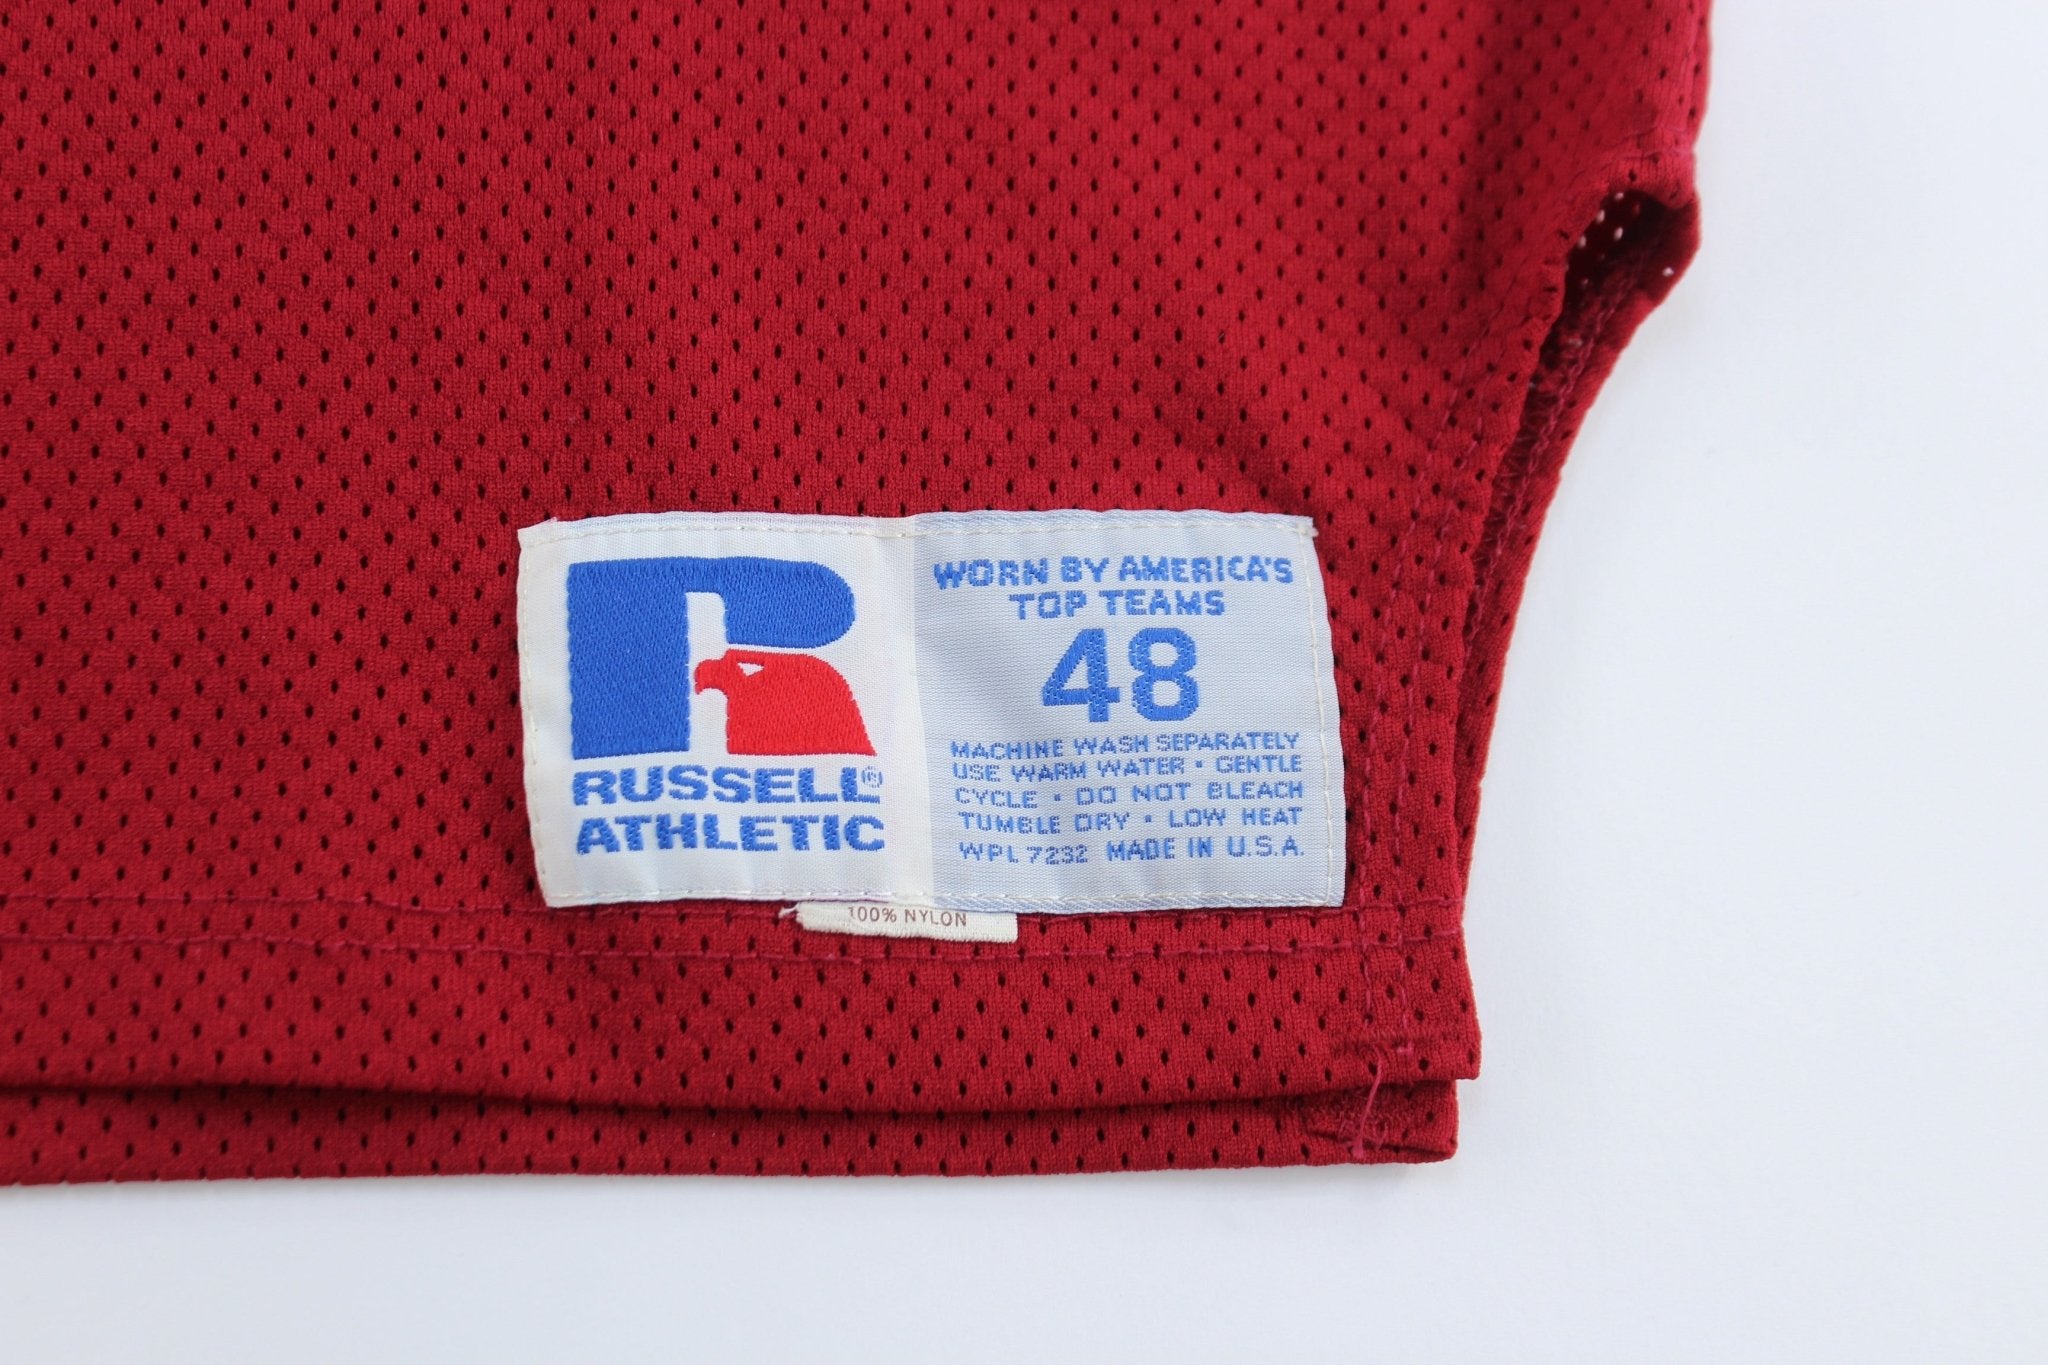 RUSSELL®
ATHLETIC
WORN BY AMERICA'S
TOP TEAMS
48
MACHINE WASH SEPARATELY
USE WARM WATER • GENTLE
CYCLE • DO NOT BLEACH
TUMBLE DRY • LOW HEAT
WPL 7232 MADE IN U.S.A.
100% NYLON